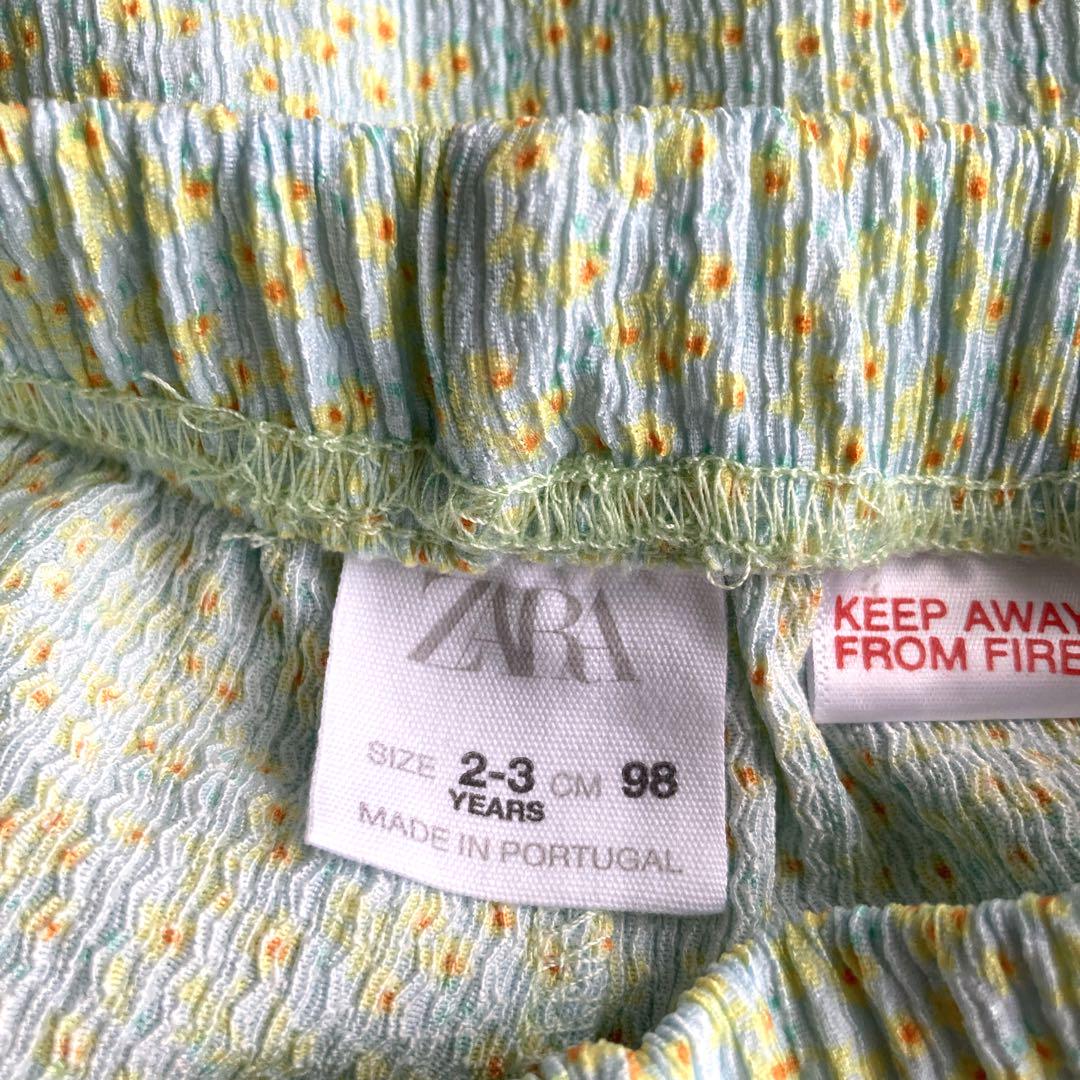 ZARA
SIZE 2-3 CM 98
YEARS
MADE IN PORTUGAL
KEEP AWAY
FROM FIRE